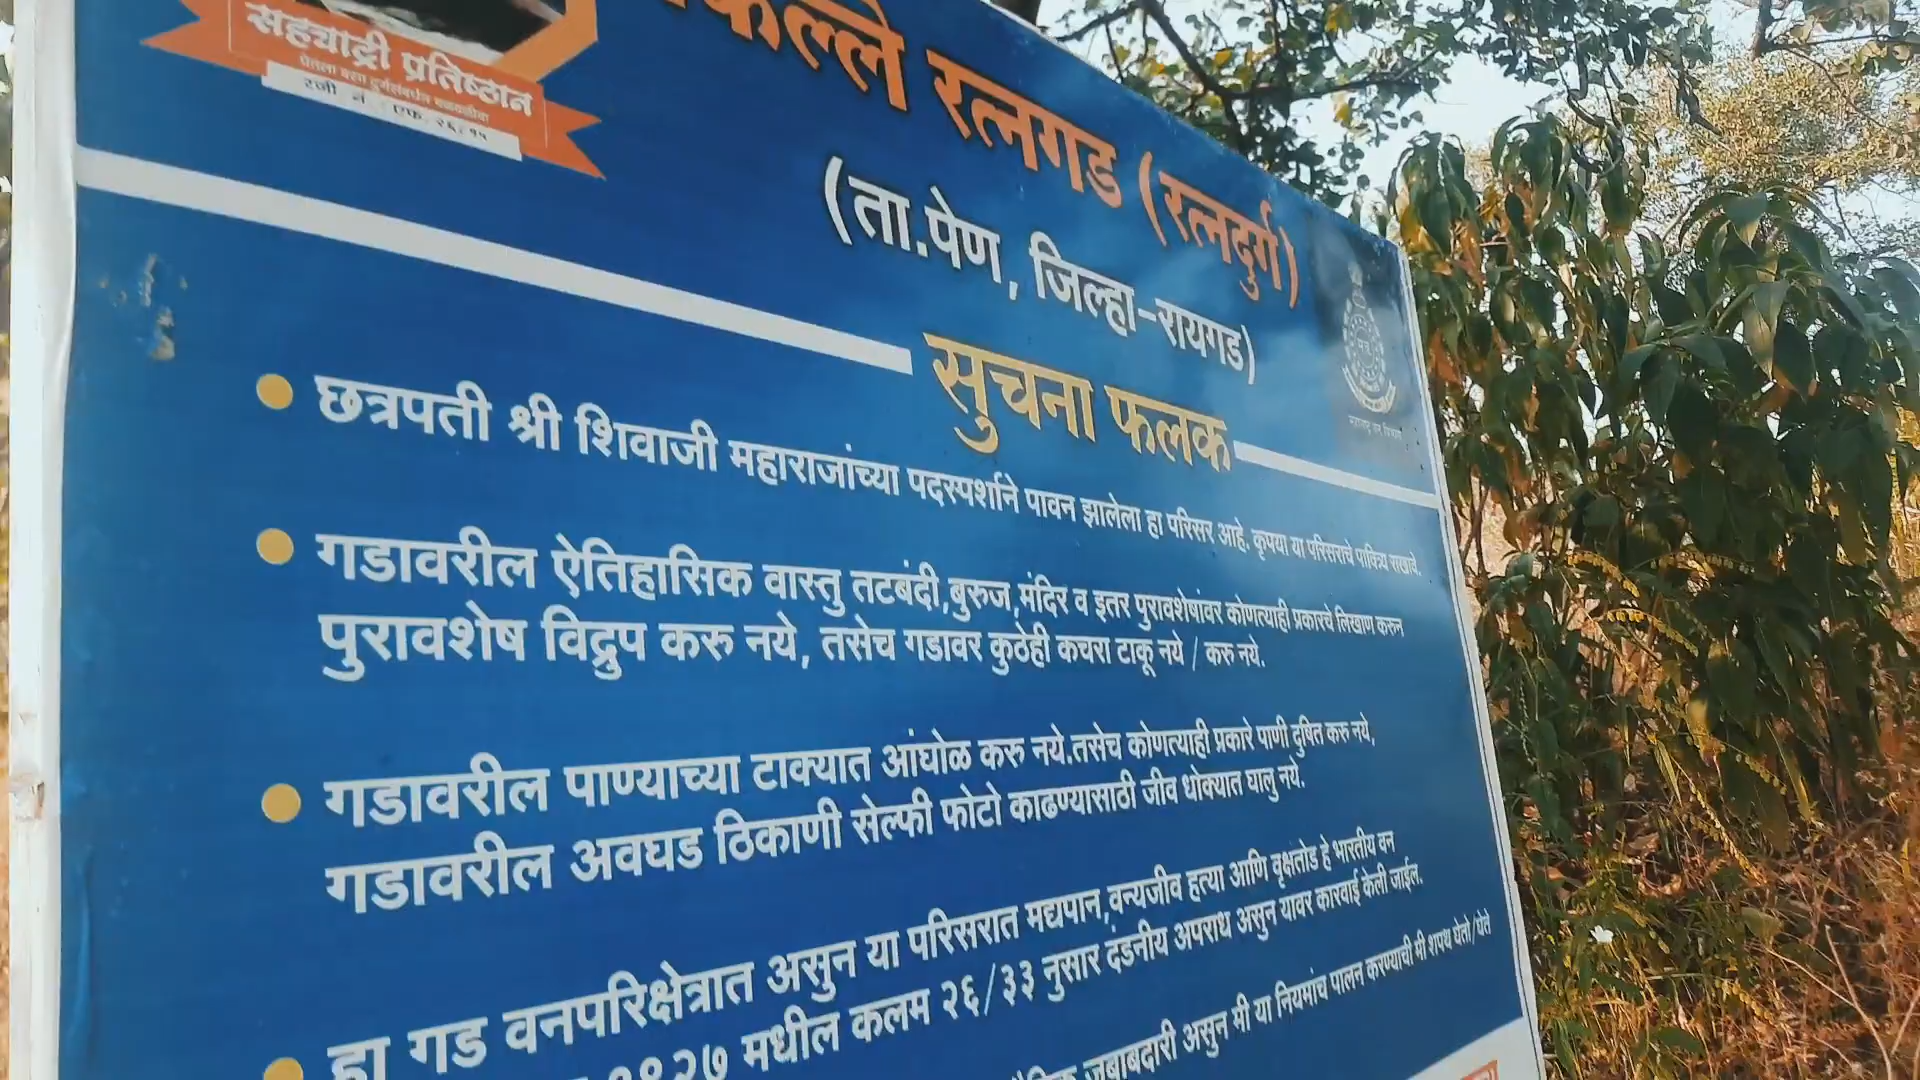 सह्याद्री प्रतिष्ठान
रजी नं. एफ. २६८१५
किल्ले रत्नगड (रत्नदुर्ग)
(ता.पेण, जिल्हा-रायगड)
सुचना फलक
छत्रपती श्री शिवाजी महाराजांच्या पदस्पर्शाने पावन झालेला हा परिसर आहे. कृपया या परिसराचे पावित्र्य राखावे.
गडावरील ऐतिहासिक वास्तु तटबंदी,बुरुज,मंदिर व इतर पुरावशेषांवर कोणत्याही प्रकारचे लिखाण करुन
पुरावशेष विद्रुप करु नये, तसेच गडावर कुठेही कचरा टाकू नये / करु नये.
गडावरील पाण्याच्या टाक्यात आंघोळ करु नये.तसेच कोणत्याही प्रकारे पाणी दुषित करु नये,
गडावरील अवघड ठिकाणी सेल्फी फोटो काढण्यासाठी जीव धोक्यात घालु नये.
हा गड वनपरिक्षेत्रात असुन या परिसरात मद्यपान,वन्यजीव हत्या आणि वृक्षतोड हे भारतीय वन
१९२७ मधील कलम २६/३३ नुसार दंडनीय अपराध असुन यावर कारवाई केली जाईल.
जबाबदारी असुन मी या नियमांच पालन करण्याची मी शपथ घेतो/घेते